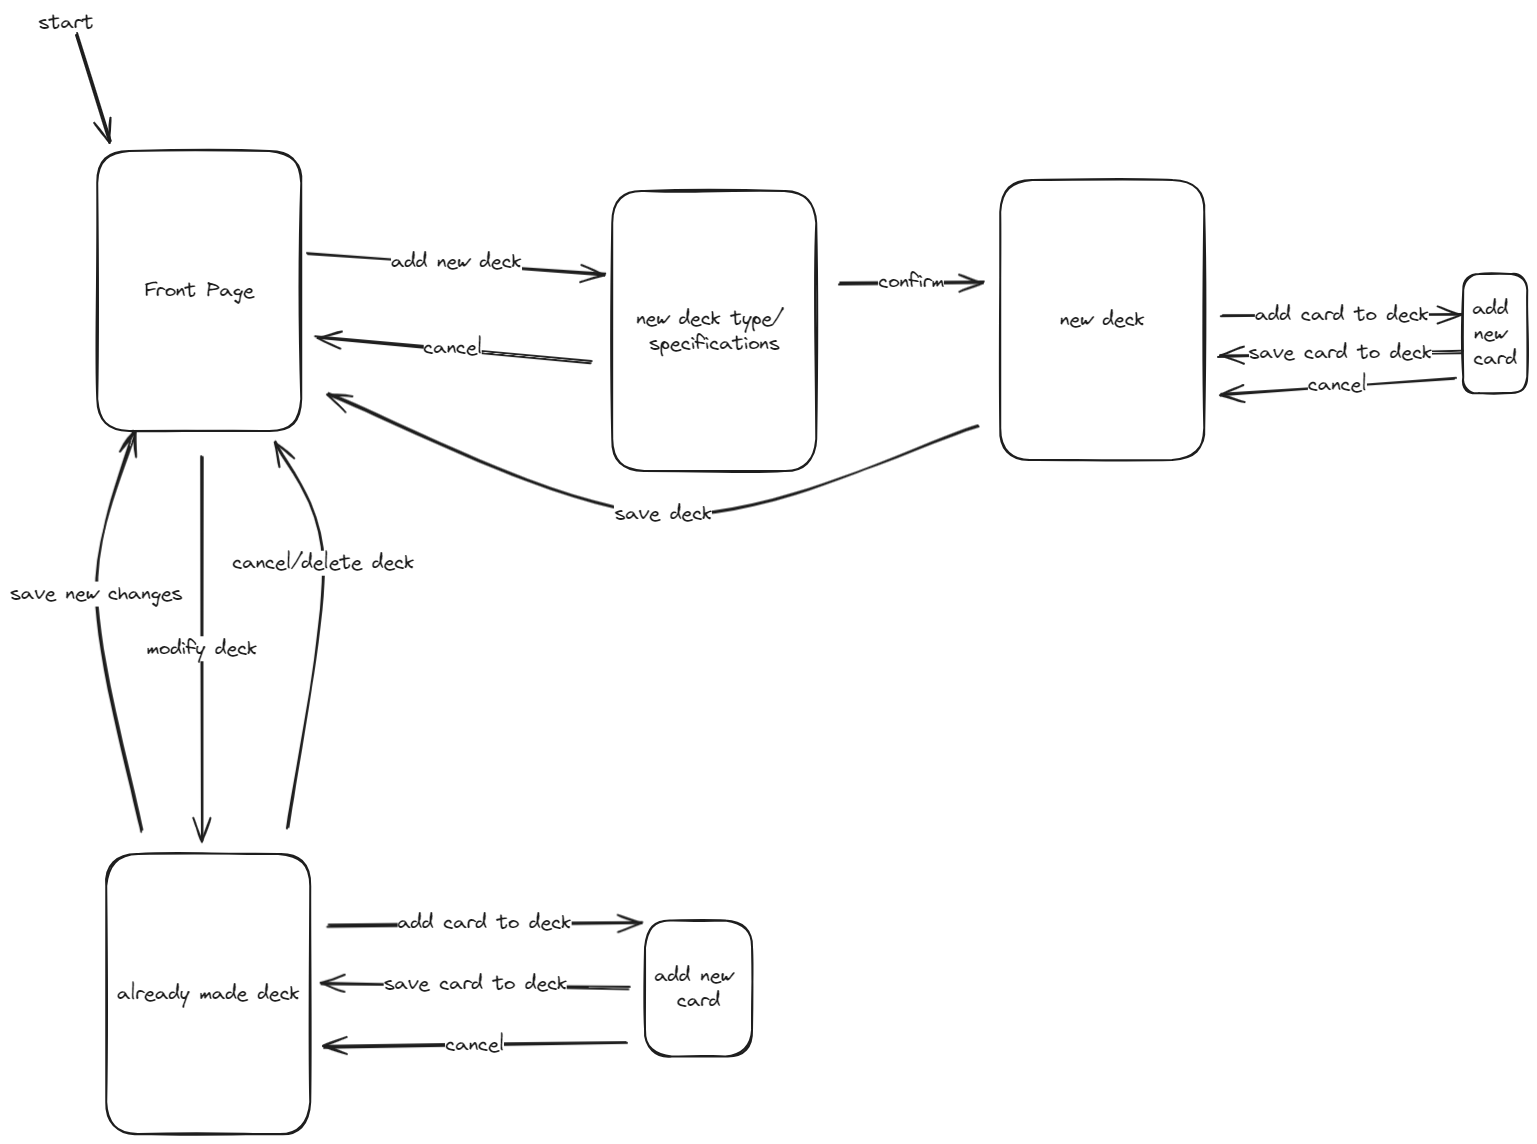 start
Front Page
add new deck
cancel
new deck type/
specifications
confirm
new deck
add card to deck
save card to deck
cancel
add
new
card
save deck
save new changes
modify deck
cancel/delete deck
already made deck
add card to deck
save card to deck
cancel
add new
card